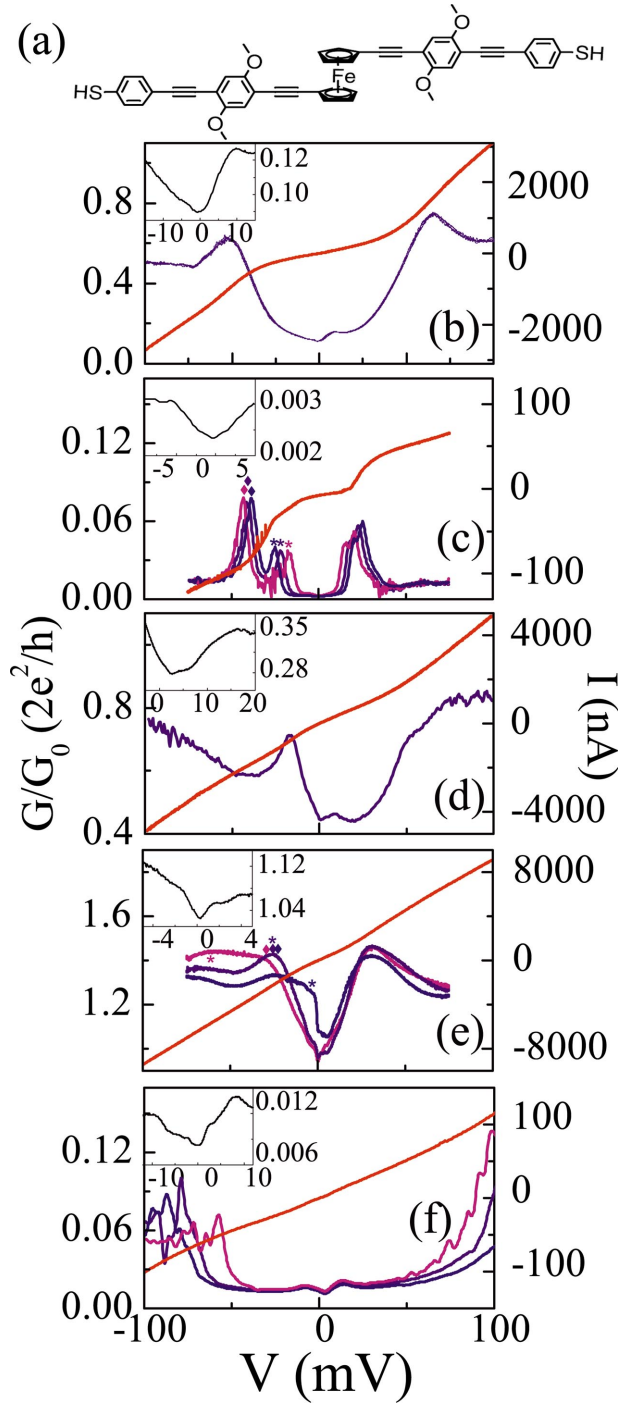 (a)
O
O
SH
Fe
O
O
HS
0.12
0.10
-10 0 10
0.8
0.4
0.0
2000
0
-2000
(b)
0.003
0.002
-5 0 5
0.12
0.06
0.00
100
0
-100
(c)
**
*
0.35
0.28
0 10 20
0.8
0.4
4000
0
-4000
(d)
1.12
1.04
-4 0 4
1.6
1.2
8000
0
-8000
*
*
*
(e)
0.012
0.006
-10 0 10
0.12
0.06
0.00
100
0
-100
(f)
-100 0 100
G/G0 (2e²/h)
I (nA)
V (mV)